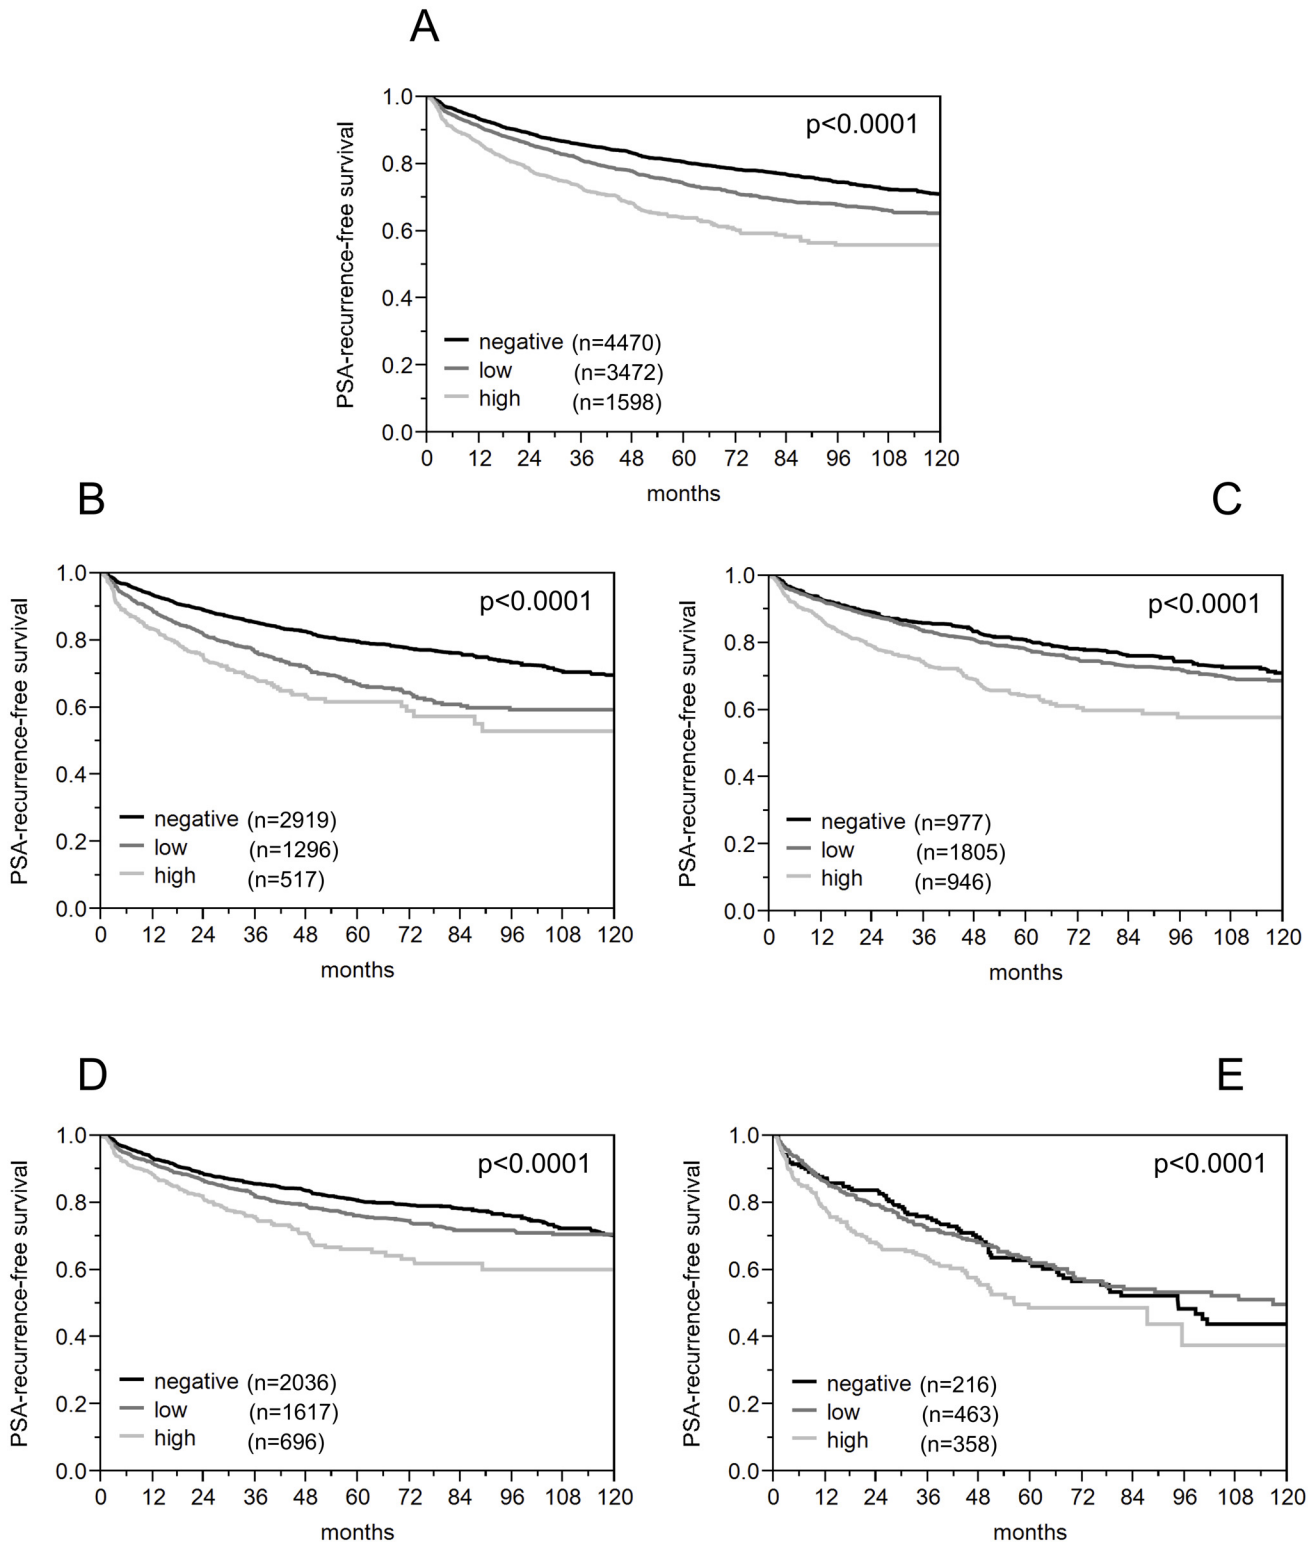 A
PSA-recurrence-free survival
1.0
0.8
0.6
0.4
0.2
0.0
p<0.0001
negative (n=4470)
low (n=3472)
high (n=1598)
0 12 24 36 48 60 72 84 96 108 120
months
B
PSA-recurrence-free survival
1.0
0.8
0.6
0.4
0.2
0.0
p<0.0001
negative (n=2919)
low (n=1296)
high (n=517)
0 12 24 36 48 60 72 84 96 108 120
months
C
PSA-recurrence-free survival
1.0
0.8
0.6
0.4
0.2
0.0
p<0.0001
negative (n=977)
low (n=1805)
high (n=946)
0 12 24 36 48 60 72 84 96 108 120
months
D
PSA-recurrence-free survival
1.0
0.8
0.6
0.4
0.2
0.0
p<0.0001
negative (n=2036)
low (n=1617)
high (n=696)
0 12 24 36 48 60 72 84 96 108 120
months
E
PSA-recurrence-free survival
1.0
0.8
0.6
0.4
0.2
0.0
p<0.0001
negative (n=216)
low (n=463)
high (n=358)
0 12 24 36 48 60 72 84 96 108 120
months